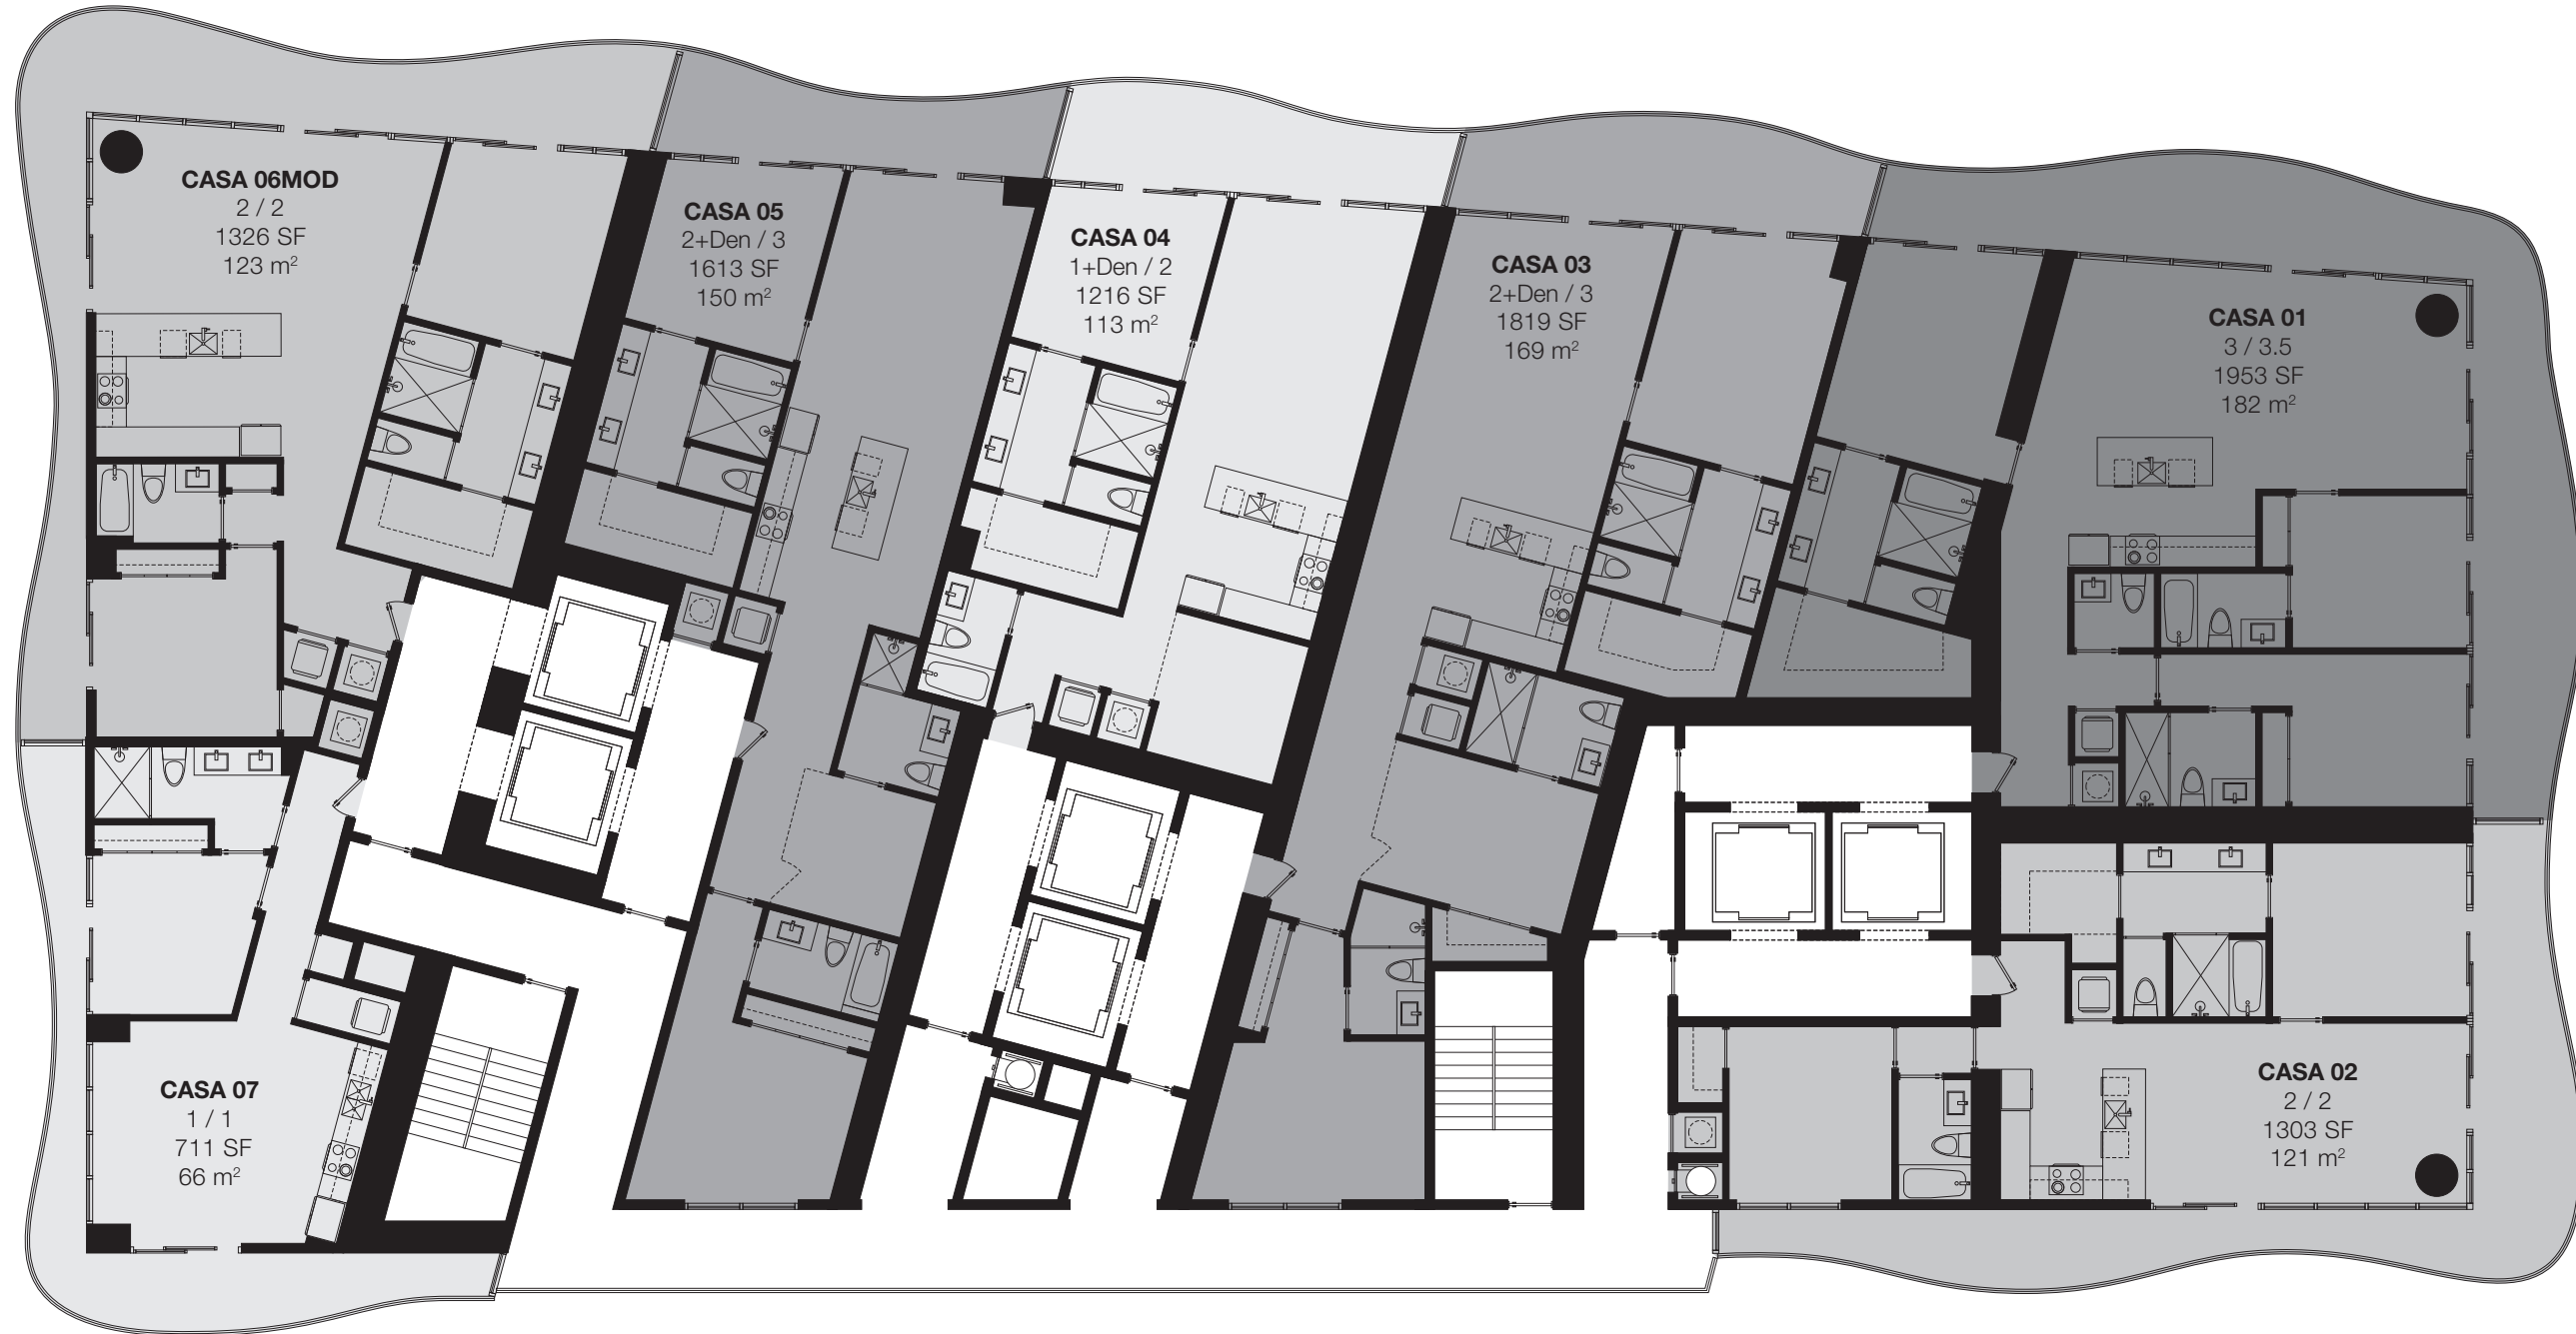 CASA 06MOD
2 / 2
1326 SF
123 m²
CASA 05
2+Den / 3
1613 SF
150 m²
CASA 04
1+Den / 2
1216 SF
113 m²
CASA 03
2+Den / 3
1819 SF
169 m²
CASA 01
3 / 3.5
1953 SF
182 m²
CASA 07
1 / 1
711 SF
66 m²
CASA 02
2 / 2
1303 SF
121 m²